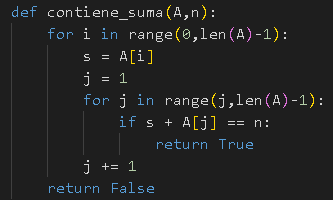 def contiene_suma(A,n):
    for i in range(0,len(A)-1):
        s = A[i]
        j = 1
        for j in range(j,len(A)-1):
            if s + A[j] == n:
                return True
        j += 1
    return False